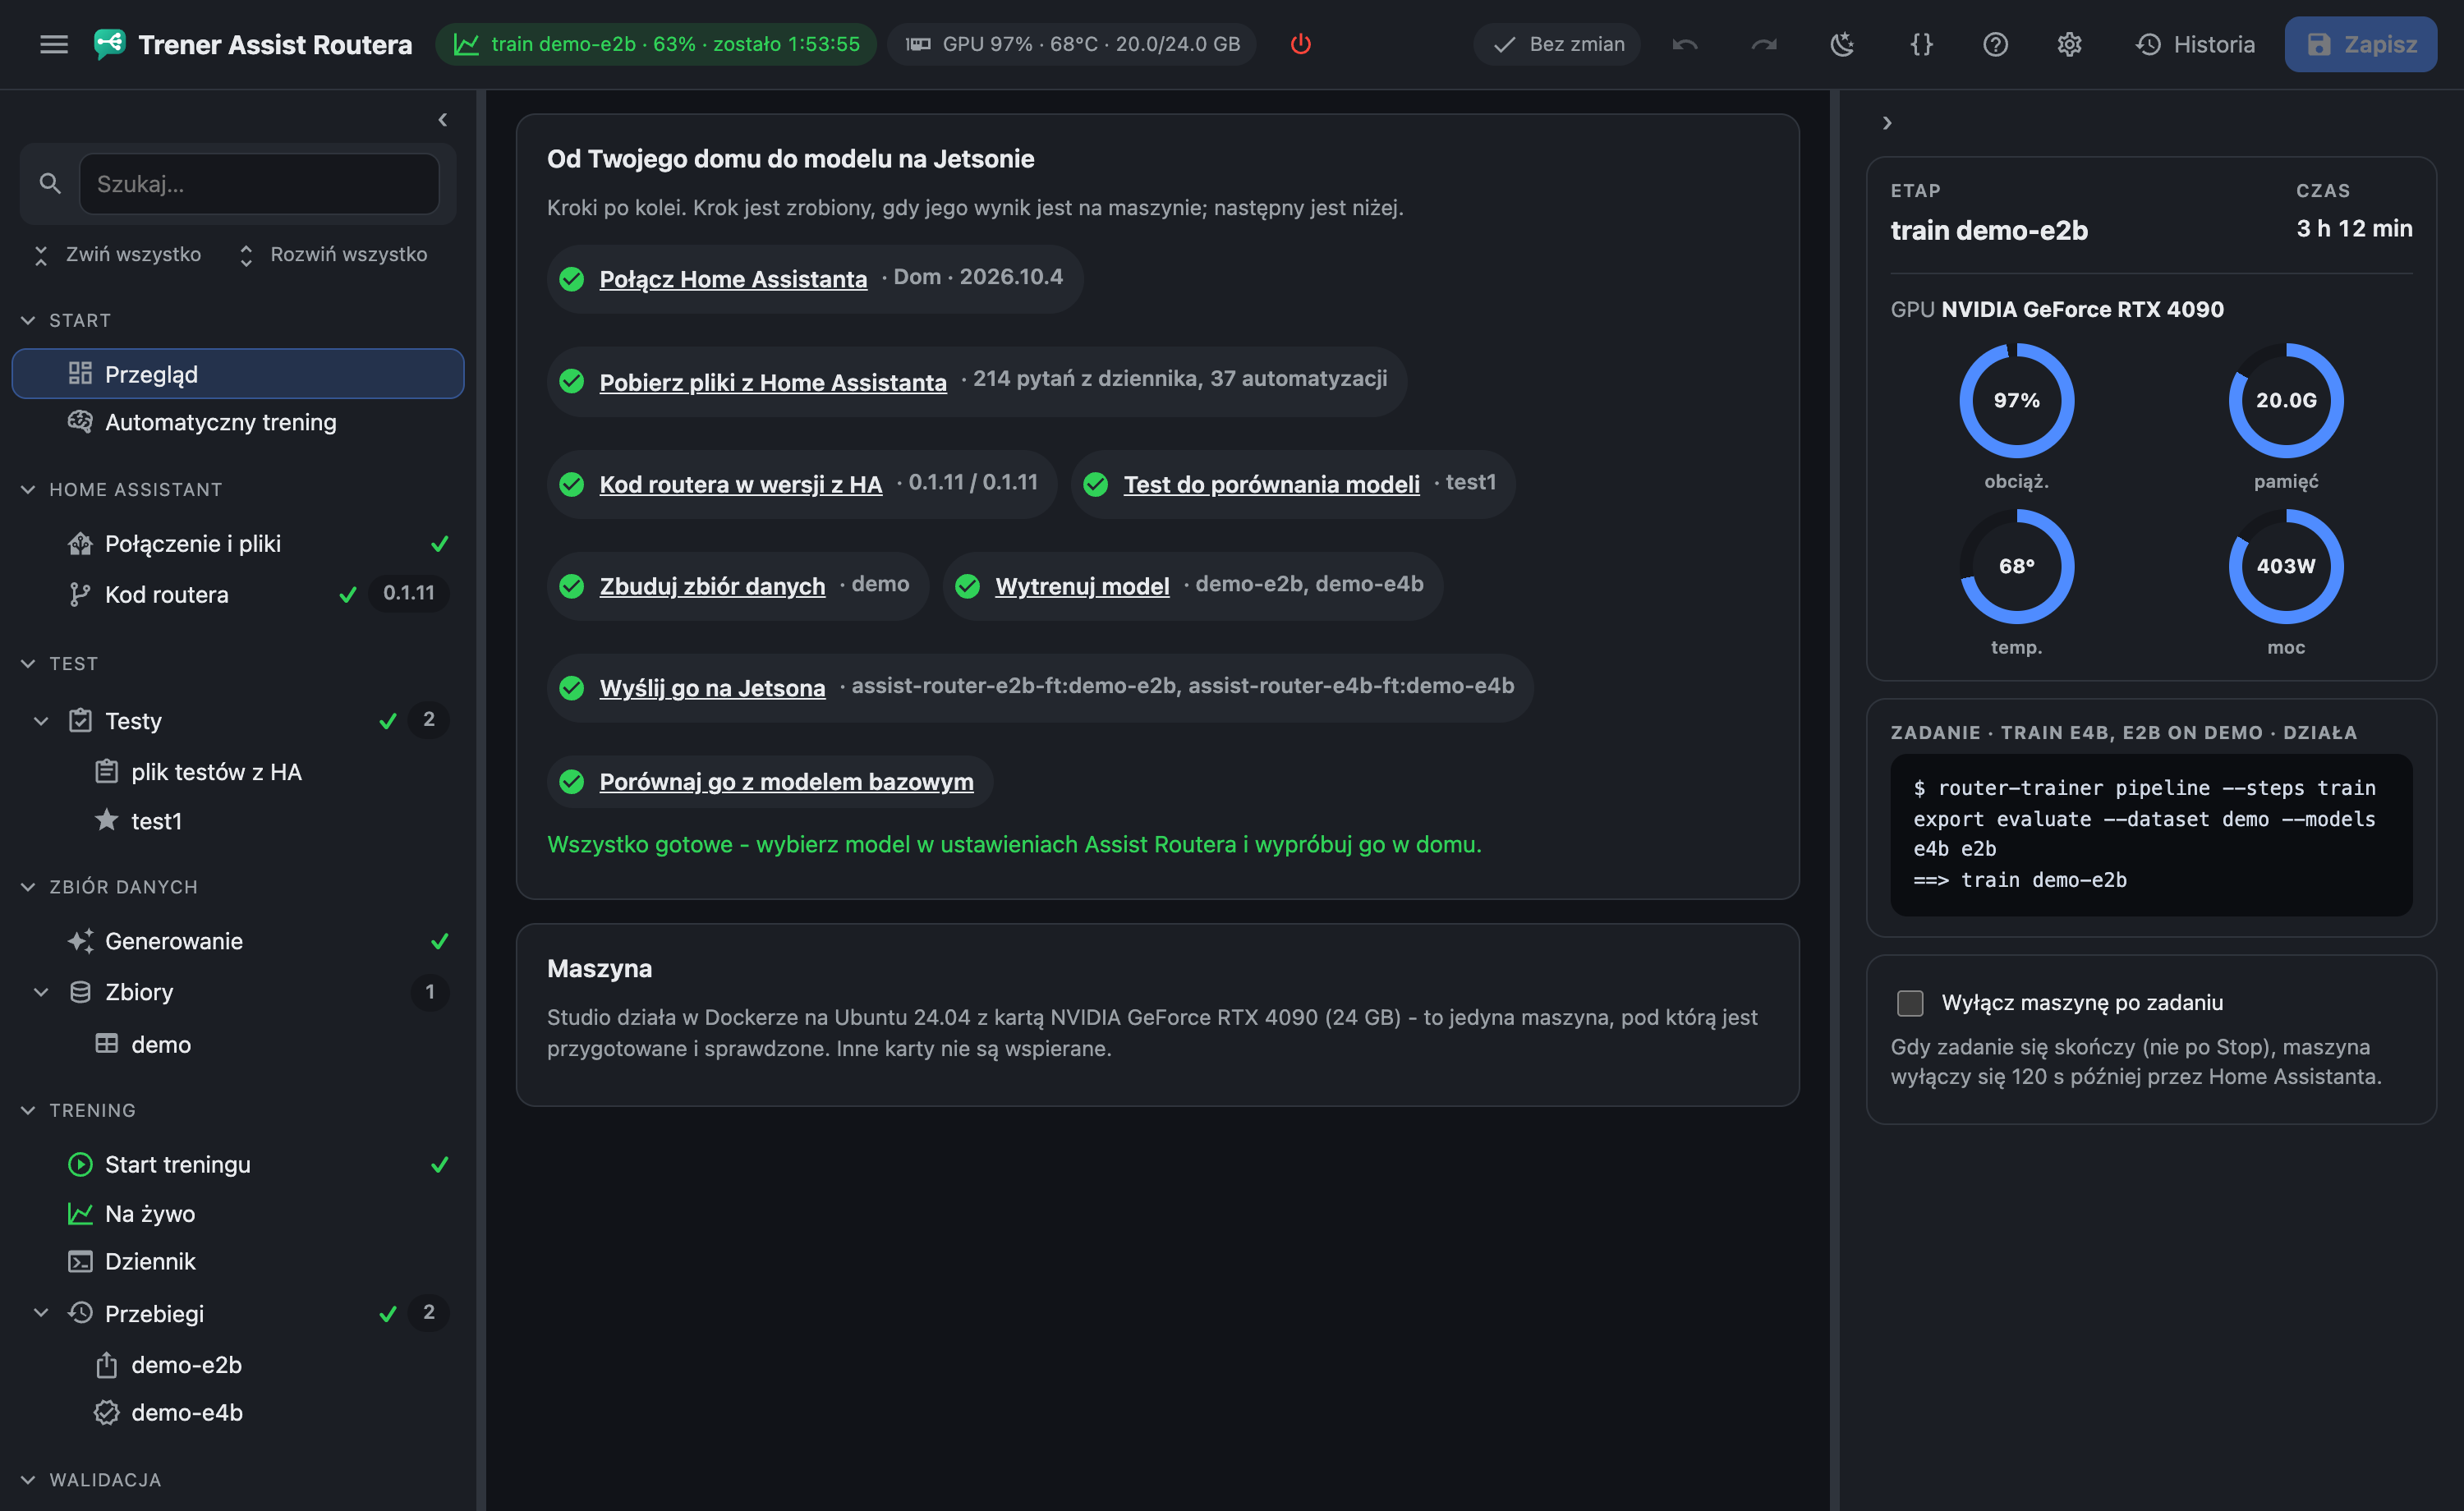 Trener Assist Routera
train demo-e2b · 63% · zostało 1:53:55
GPU 97% · 68°C · 20.0/24.0 GB
Bez zmian
{}
Historia
Zapisz
Szukaj...
Zwiń wszystko
Rozwiń wszystko
START
Przegląd
Automatyczny trening
HOME ASSISTANT
Połączenie i pliki
Kod routera
0.1.11
TEST
Testy
2
plik testów z HA
test1
ZBIÓR DANYCH
Generowanie
Zbiory
1
demo
TRENING
Start treningu
Na żywo
Dziennik
Przebiegi
2
demo-e2b
demo-e4b
WALIDACJA
Od Twojego domu do modelu na Jetsonie
Kroki po kolei. Krok jest zrobiony, gdy jego wynik jest na maszynie; następny jest niżej.
Połącz Home Assistanta · Dom · 2026.10.4
Pobierz pliki z Home Assistanta · 214 pytań z dziennika, 37 automatyzacji
Kod routera w wersji z HA · 0.1.11 / 0.1.11
Test do porównania modeli · test1
Zbuduj zbiór danych · demo
Wytrenuj model · demo-e2b, demo-e4b
Wyślij go na Jetsona · assist-router-e2b-ft:demo-e2b, assist-router-e4b-ft:demo-e4b
Porównaj go z modelem bazowym
Wszystko gotowe - wybierz model w ustawieniach Assist Routera i wypróbuj go w domu.
Maszyna
Studio działa w Dockerze na Ubuntu 24.04 z kartą NVIDIA GeForce RTX 4090 (24 GB) - to jedyna maszyna, pod którą jest
przygotowane i sprawdzone. Inne karty nie są wspierane.
ETAP
CZAS
train demo-e2b
3 h 12 min
GPU NVIDIA GeForce RTX 4090
97%
20.0G
obciąż.
pamięć
68°
403W
temp.
moc
ZADANIE · TRAIN E4B, E2B ON DEMO · DZIAŁA
$ router-trainer pipeline --steps train
export evaluate --dataset demo --models
e4b e2b
==> train demo-e2b
Wyłącz maszynę po zadaniu
Gdy zadanie się skończy (nie po Stop), maszyna
wyłączy się 120 s później przez Home Assistanta.